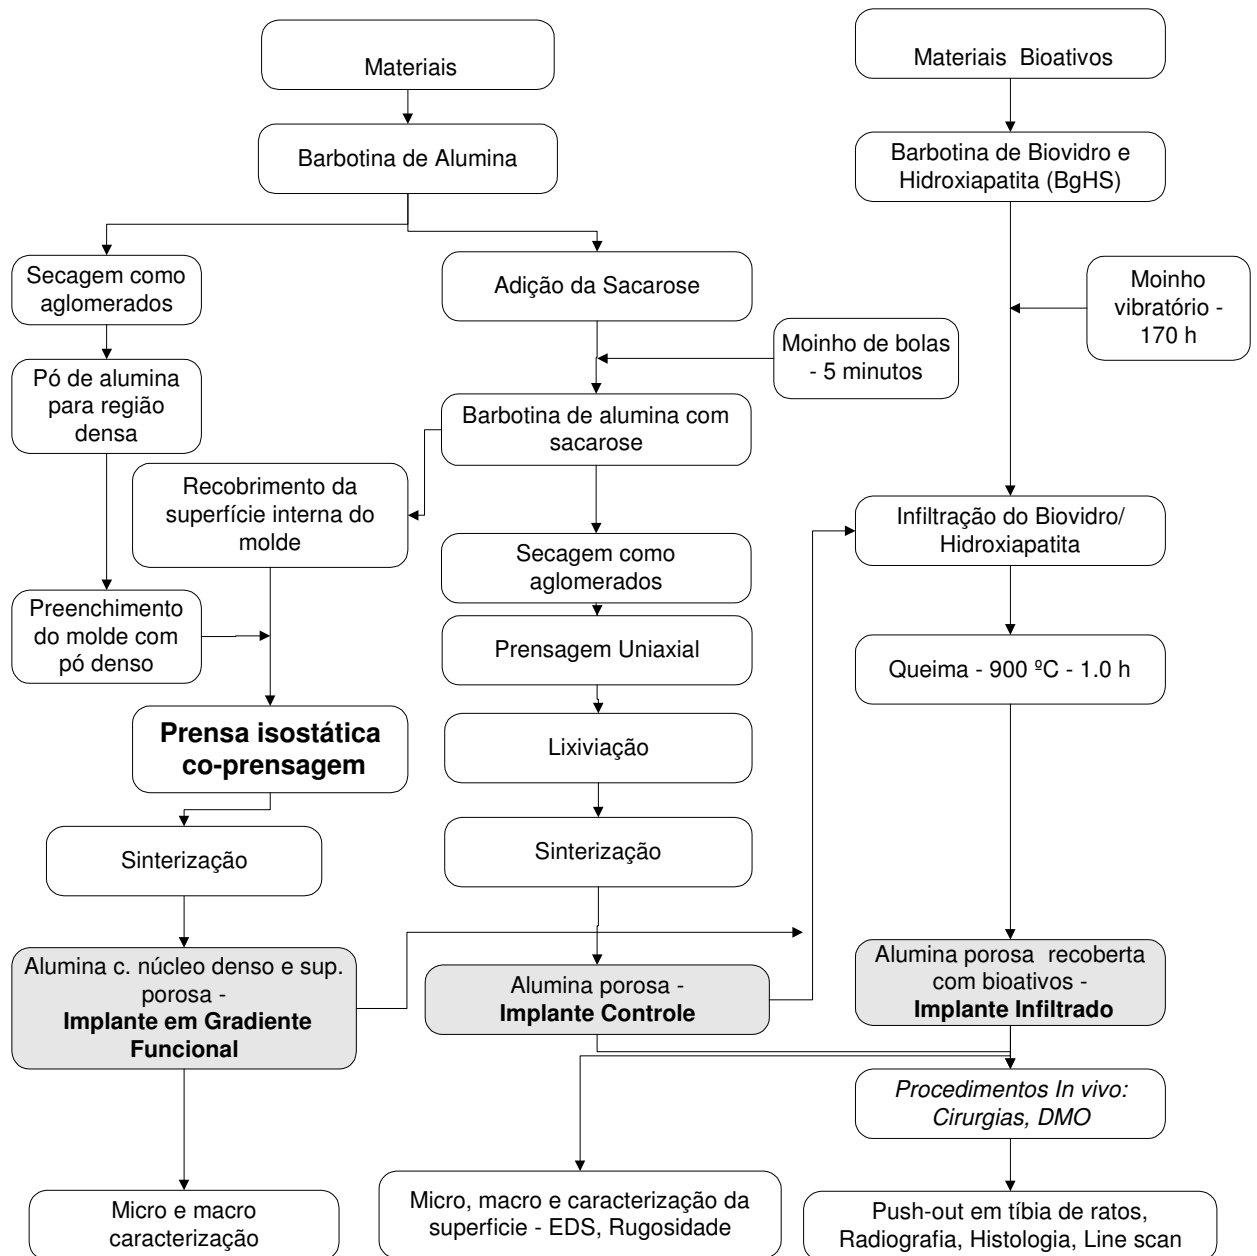 Materiais
Materiais Bioativos
Barbotina de Alumina
Barbotina de Biovidro e
Hidroxiapatita (BgHS)
Secagem como
aglomerados
Adição da Sacarose
Moinho
vibratório -
170 h
Moinho de bolas
- 5 minutos
Pó de alumina
para região
densa
Barbotina de alumina com
sacarose
Recobrimento da
superfície interna do
molde
Infiltração do Biovidro/
Hidroxiapatita
Secagem como
aglomerados
Preenchimento
do molde com
pó denso
Prensagem Uniaxial
Queima - 900 ºC - 1.0 h
Prensa isostática
co-prensagem
Lixiviação
Sinterização
Sinterização
Alumina c. núcleo denso e sup.
porosa -
Implante em Gradiente
Funcional
Alumina porosa -
Implante Controle
Alumina porosa recoberta
com bioativos -
Implante Infiltrado
Procedimentos In vivo:
Cirurgias, DMO
Micro e macro
caracterização
Micro, macro e caracterização da
superficie - EDS, Rugosidade
Push-out em tíbia de ratos,
Radiografia, Histologia, Line scan